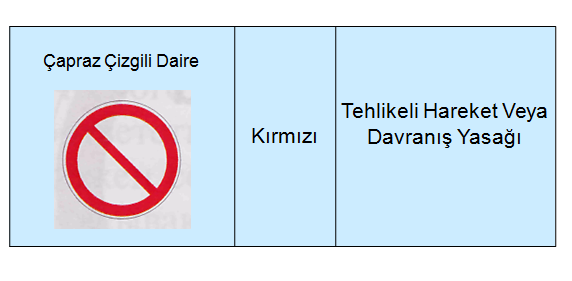 Çapraz Çizgili Daire
Kırmızı
Tehlikeli Hareket Veya
Davranış Yasağı